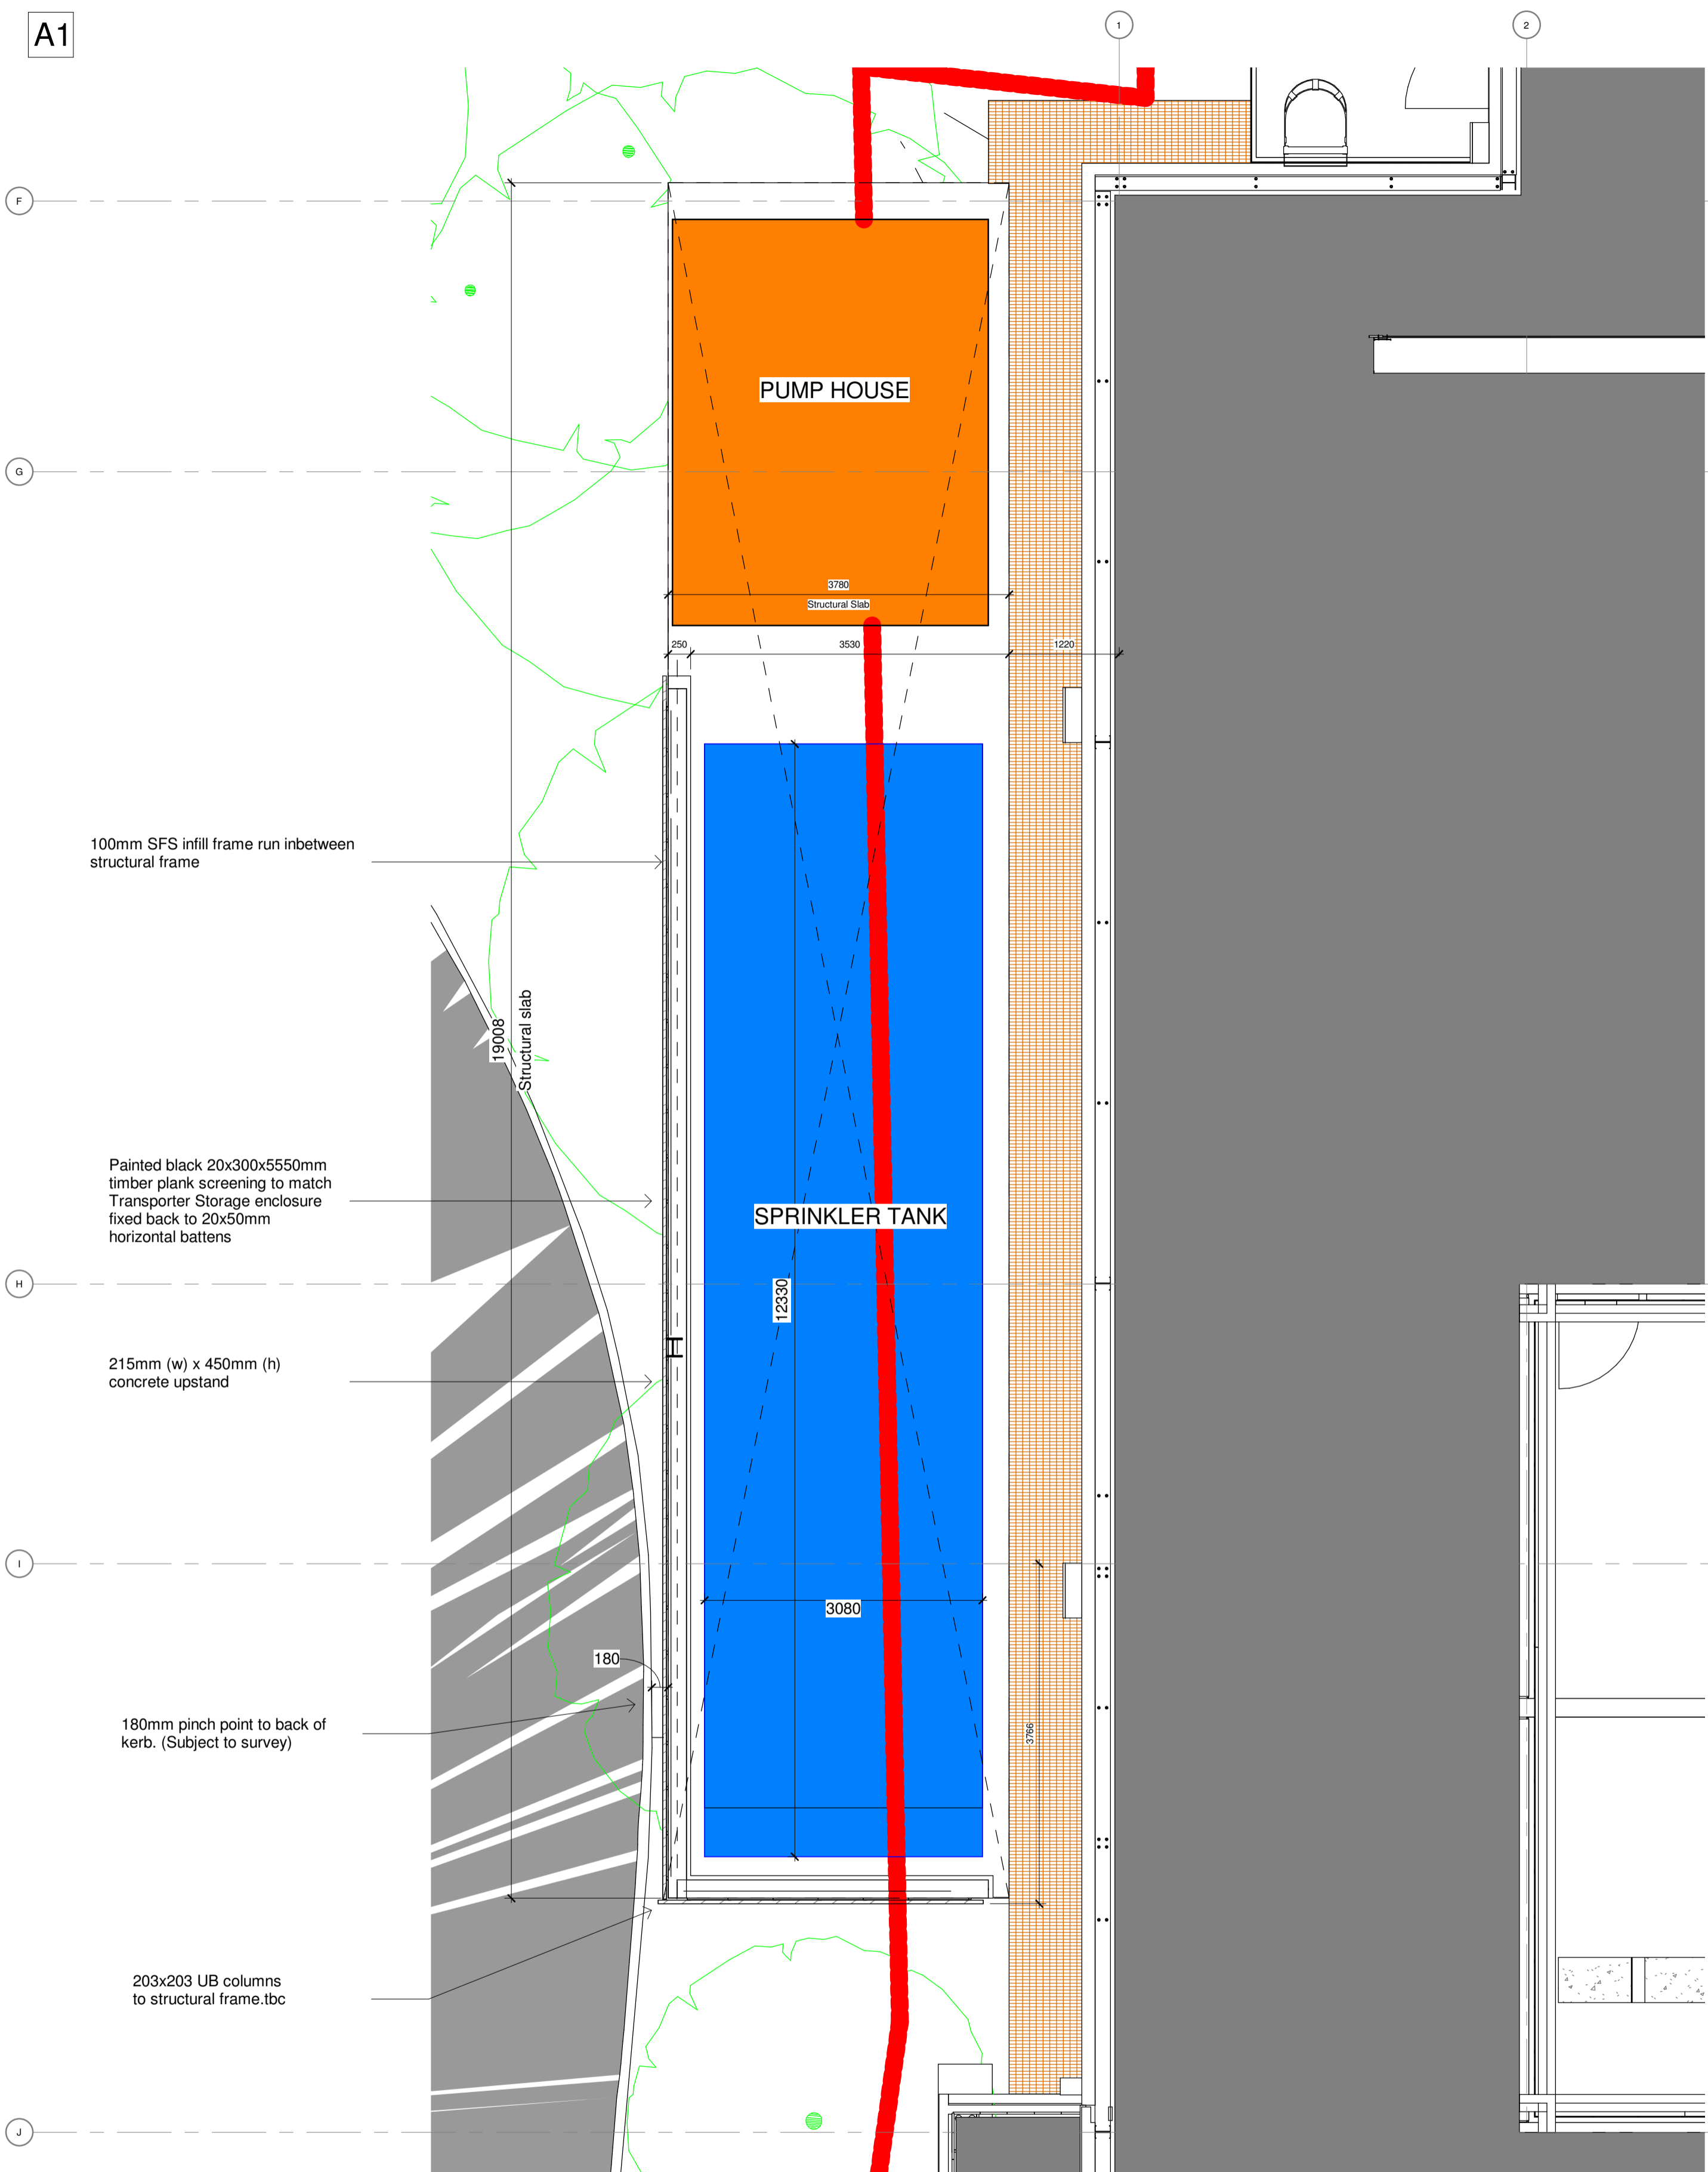 A1
1
2
F
G
PUMP HOUSE
3780
Structural Slab
250
3530
1220
100mm SFS infill frame run inbetween
structural frame
19008
Structural slab
Painted black 20x300x5550mm
timber plank screening to match
Transporter Storage enclosure
fixed back to 20x50mm
horizontal battens
SPRINKLER TANK
H
12330
215mm (w) x 450mm (h)
concrete upstand
I
3080
180
180mm pinch point to back of
kerb. (Subject to survey)
3766
203x203 UB columns
to structural frame.tbc
J